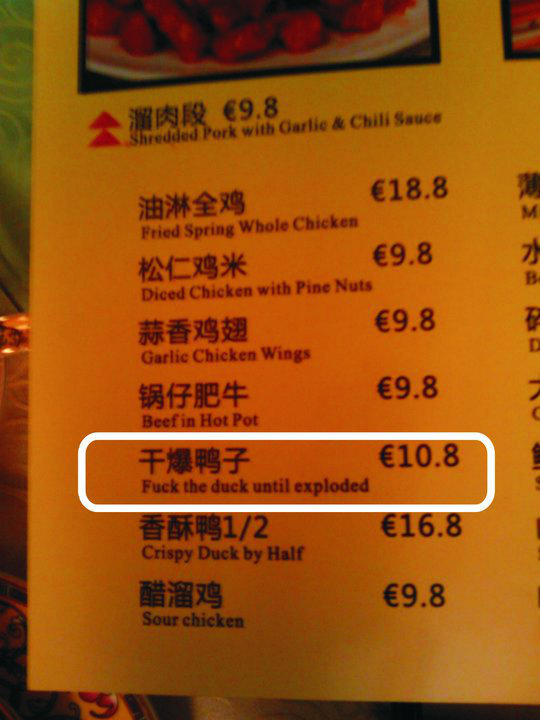 溜肉段 €9.8
Shredded Pork with Garlic & Chili Sauce
油淋全鸡 €18.8
Fried Spring Whole Chicken
松仁鸡米 €9.8
Diced Chicken with Pine Nuts
蒜香鸡翅 €9.8
Garlic Chicken Wings
锅仔肥牛 €9.8
Beef in Hot Pot
干爆鸭子 €10.8
Fuck the duck until exploded
香酥鸭1/2 €16.8
Crispy Duck by Half
醋溜鸡 €9.8
Sour chicken